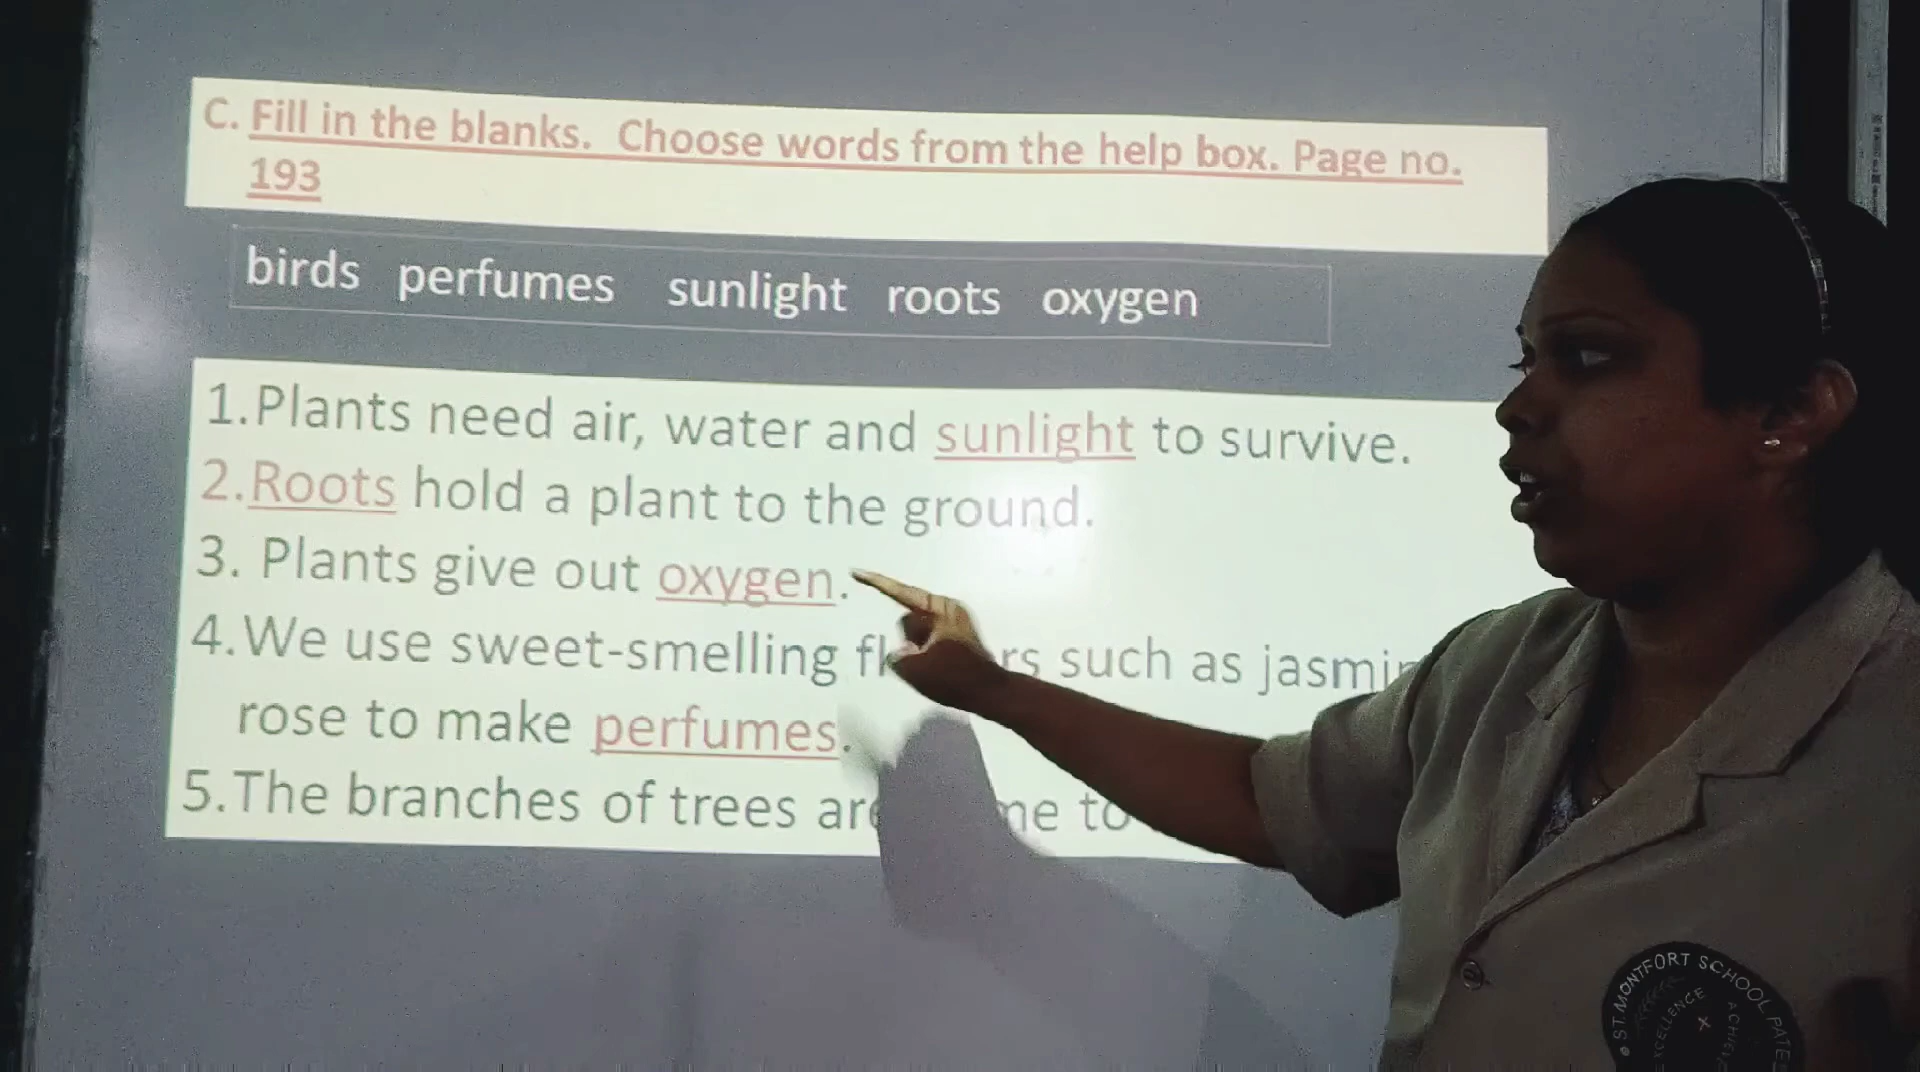 C. Fill in the blanks. Choose words from the help box. Page no.
193
birds perfumes sunlight roots oxygen
1.Plants need air, water and sunlight to survive.
2.Roots hold a plant to the ground.
3. Plants give out oxygen.
4.We use sweet-smelling such as
rose to make perfumes.
5.The branches of trees to
ST. MONTFORT SCHOOL